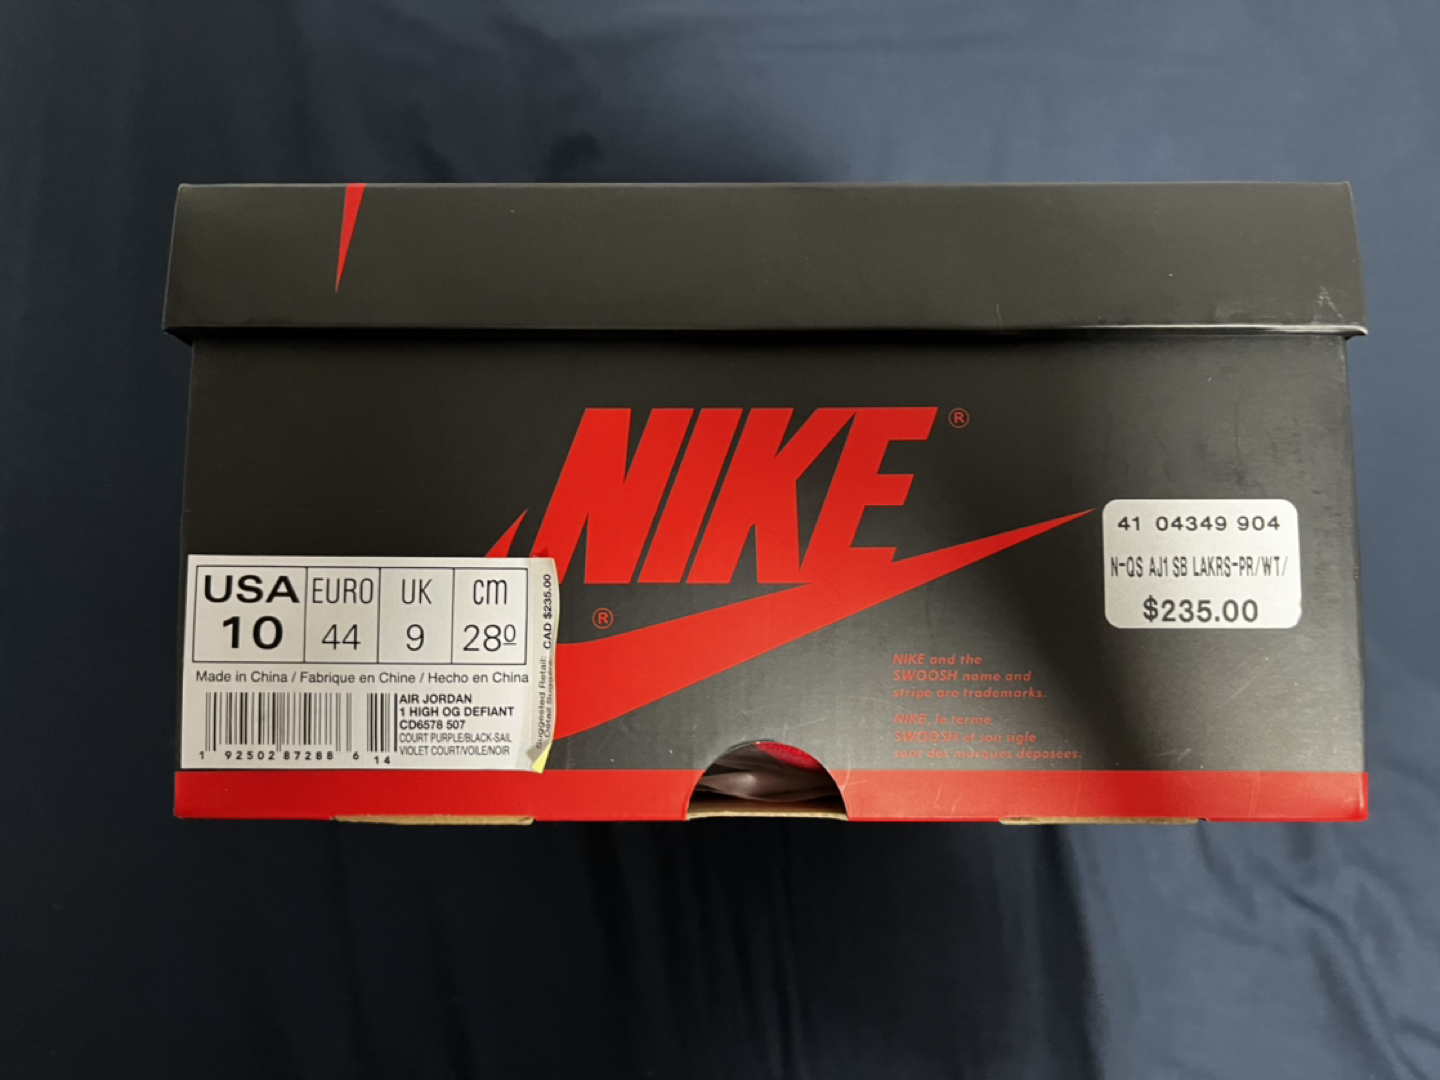 NIKE®
®
41 04349 904
N-QS AJ1 SB LAKRS-PR/WT/
$235.00
USA EURO UK cm
10 44 9 28⁰
Made in China / Fabrique en Chine / Hecho en China
AIR JORDAN
1 HIGH OG DEFIANT
CD6578 507
COURT PURPLE/BLACK-SAIL
VIOLET COURT/VOILE/NOIR
1 92502 87288 6 14
Suggested Retail: CAD $235.00
Detail
NIKE and the
SWOOSH name and
stripe are trademarks.
NIKE, le terme
SWOOSH et son sigle
sont des marques déposées.